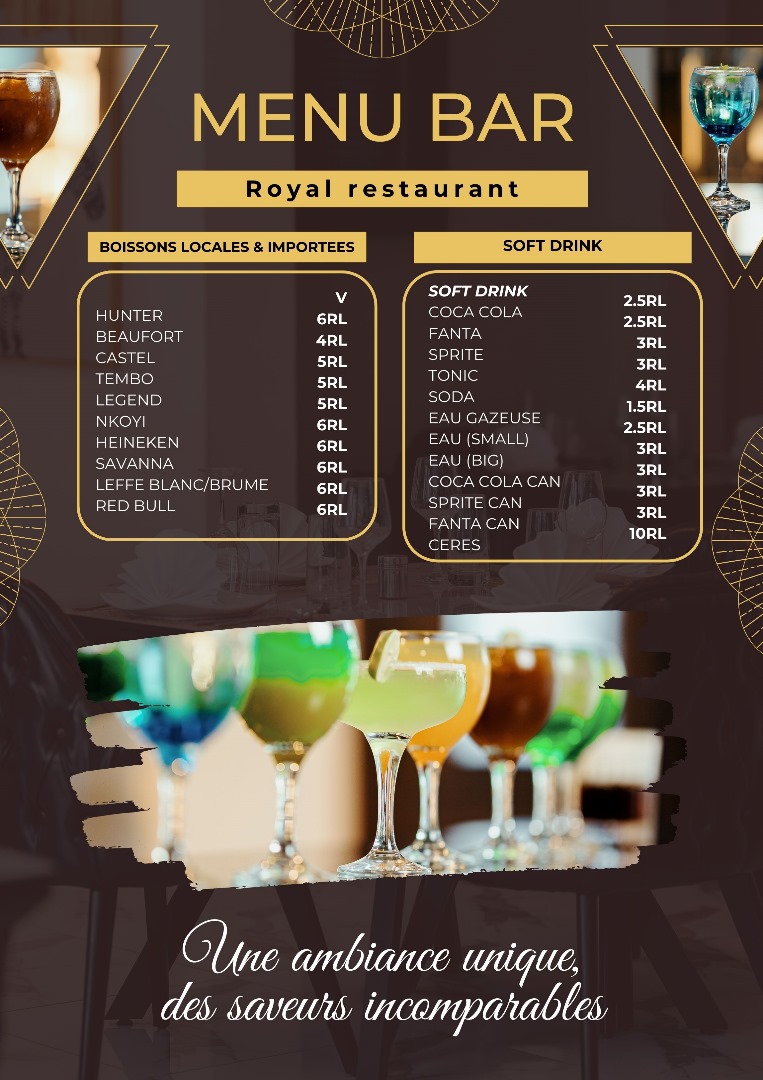 MENU BAR
Royal restaurant
BOISSONS LOCALES & IMPORTEES
V
HUNTER 6RL
BEAUFORT 4RL
CASTEL 5RL
TEMBO 5RL
LEGEND 5RL
NKOYI 6RL
HEINEKEN 6RL
SAVANNA 6RL
LEFFE BLANC/BRUME 6RL
RED BULL 6RL
SOFT DRINK
SOFT DRINK
COCA COLA 2.5RL
FANTA 2.5RL
SPRITE 3RL
TONIC 3RL
SODA 4RL
EAU GAZEUSE 1.5RL
EAU (SMALL) 2.5RL
EAU (BIG) 3RL
COCA COLA CAN 3RL
SPRITE CAN 3RL
FANTA CAN 3RL
CERES 10RL
Une ambiance unique,
des saveurs incomparables